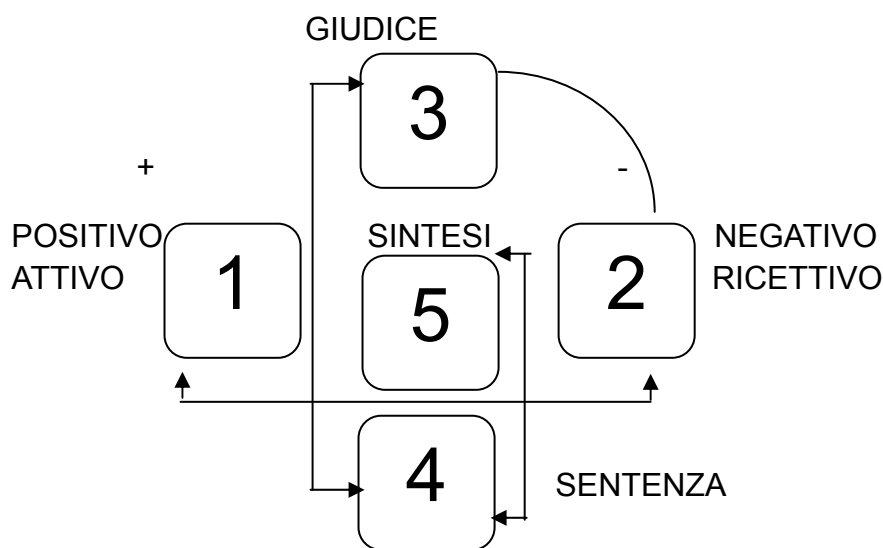 GIUDICE
3
+
-
POSITIVO
ATTIVO
1
SINTESI
5
2
NEGATIVO
RICETTIVO
4
SENTENZA